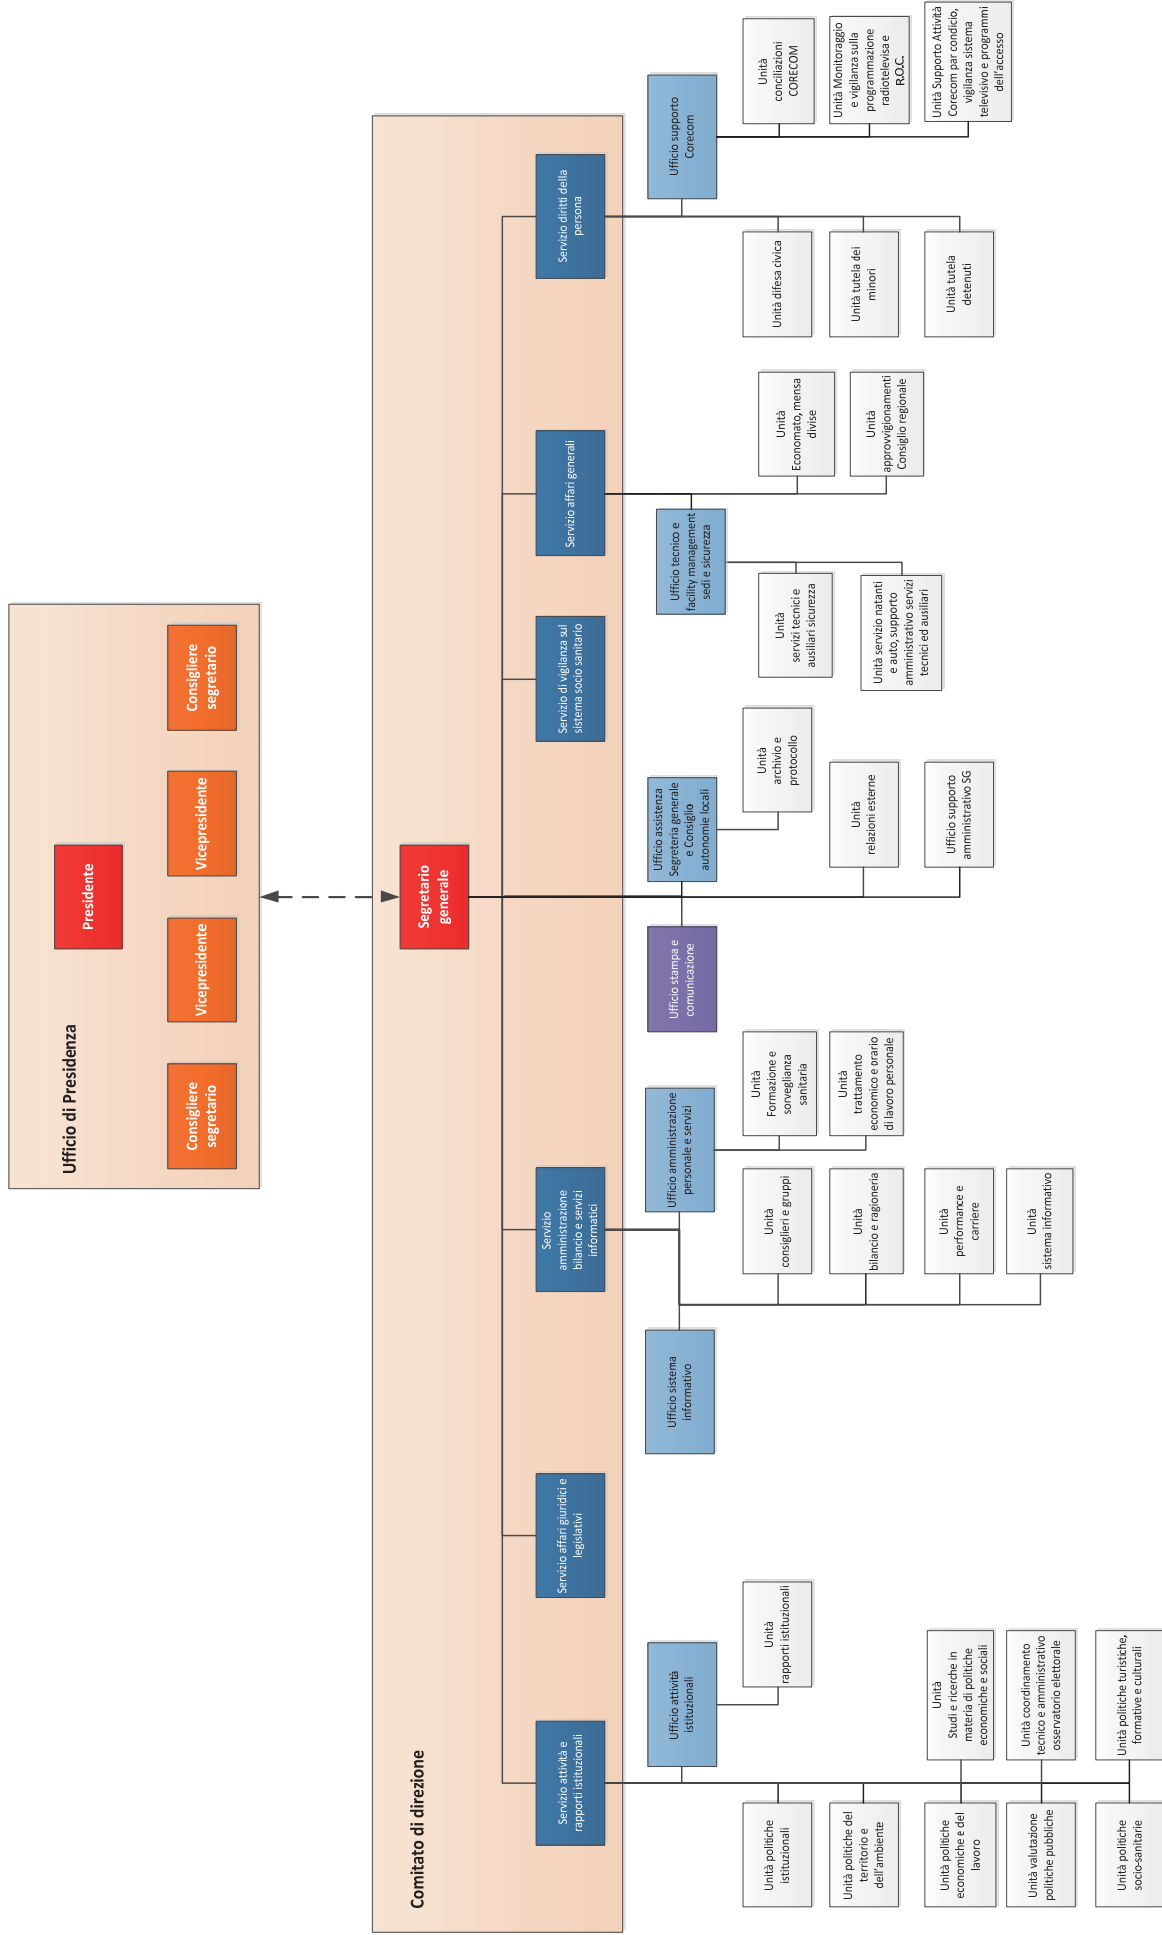 Ufficio di Presidenza
Presidente
Consigliere
segretario
Vicepresidente
Vicepresidente
Consigliere
segretario
Comitato di direzione
Segretario
generale
Servizio attività e
rapporti istituzionali
Servizio affari giuridici e
legislativi
Servizio
amministrazione
bilancio e servizi
informatici
Servizio di vigilanza sul
sistema socio sanitario
Servizio affari generali
Servizio diritti della
persona
Ufficio attività
istituzionali
Unità
rapporti istituzionali
Unità politiche
istituzionali
Unità politiche del
territorio e
dell'ambiente
Unità politiche
economiche e del
lavoro
Unità
Studi e ricerche in
materia di politiche
economiche e sociali
Unità valutazione
politiche pubbliche
Unità coordinamento
tecnico e amministrativo
osservatorio elettorale
Unità politiche
socio-sanitarie
Unità politiche turistiche,
formative e culturali
Ufficio sistema
informativo
Ufficio amministrazione
personale e servizi
Unità
consiglieri e gruppi
Unità
bilancio e ragioneria
Unità
performance e
carriere
Unità
sistema informativo
Unità
Formazione e
sorveglianza
sanitaria
Unità
trattamento
economico e orario
di lavoro personale
Ufficio stampa e
comunicazione
Ufficio assistenza
Segreteria generale
e Consiglio
autonomie locali
Unità
archivio e
protocollo
Unità
relazioni esterne
Ufficio supporto
amministrativo SG
Ufficio tecnico e
facility management
sedi e sicurezza
Unità
servizi tecnici e
ausiliari sicurezza
Unità servizio natanti
e auto, supporto
amministrativo servizi
tecnici ed ausiliari
Unità
Economato, mensa
divise
Unità
approvvigionamenti
Consiglio regionale
Ufficio supporto
Corecom
Unità difesa civica
Unità tutela dei
minori
Unità tutela
detenuti
Unità
conciliazioni
CORECOM
Unità Monitoraggio
e vigilanza sulla
programmazione
radiotelevisa e
R.O.C.
Unità Supporto Attività
Corecom par condicio,
vigilanza sistema
televisivo e programmi
dell'accesso